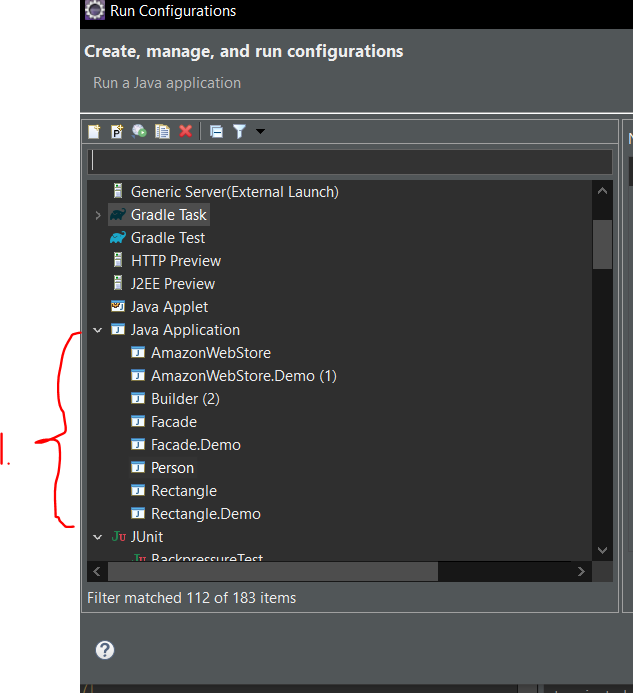 Run Configurations
Create, manage, and run configurations
Run a Java application
Generic Server(External Launch)
Gradle Task
Gradle Test
HTTP Preview
J2EE Preview
Java Applet
Java Application
AmazonWebStore
AmazonWebStore.Demo (1)
Builder (2)
Facade
Facade.Demo
1.
Person
Rectangle
Rectangle.Demo
JUnit
BackpressureTest
Filter matched 112 of 183 items